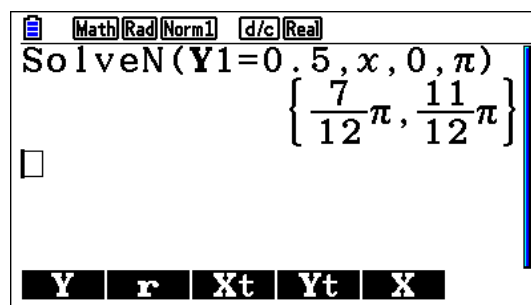 Math Rad Norm1 d/c Real
SolveN(Y1=0.5,x,0,π)
{7/12π, 11/12π}
Y r Xt Yt X